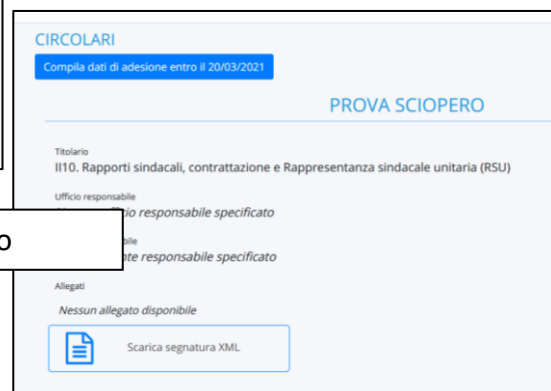 CIRCOLARI
Compila dati di adesione entro il 20/03/2021
PROVA SCIOPERO
Titolario
II10. Rapporti sindacali, contrattazione e Rappresentanza sindacale unitaria (RSU)
Ufficio responsabile
responsabile specificato
o
responsabile specificato
Allegati
Nessun allegato disponibile
Scarica segnatura XML